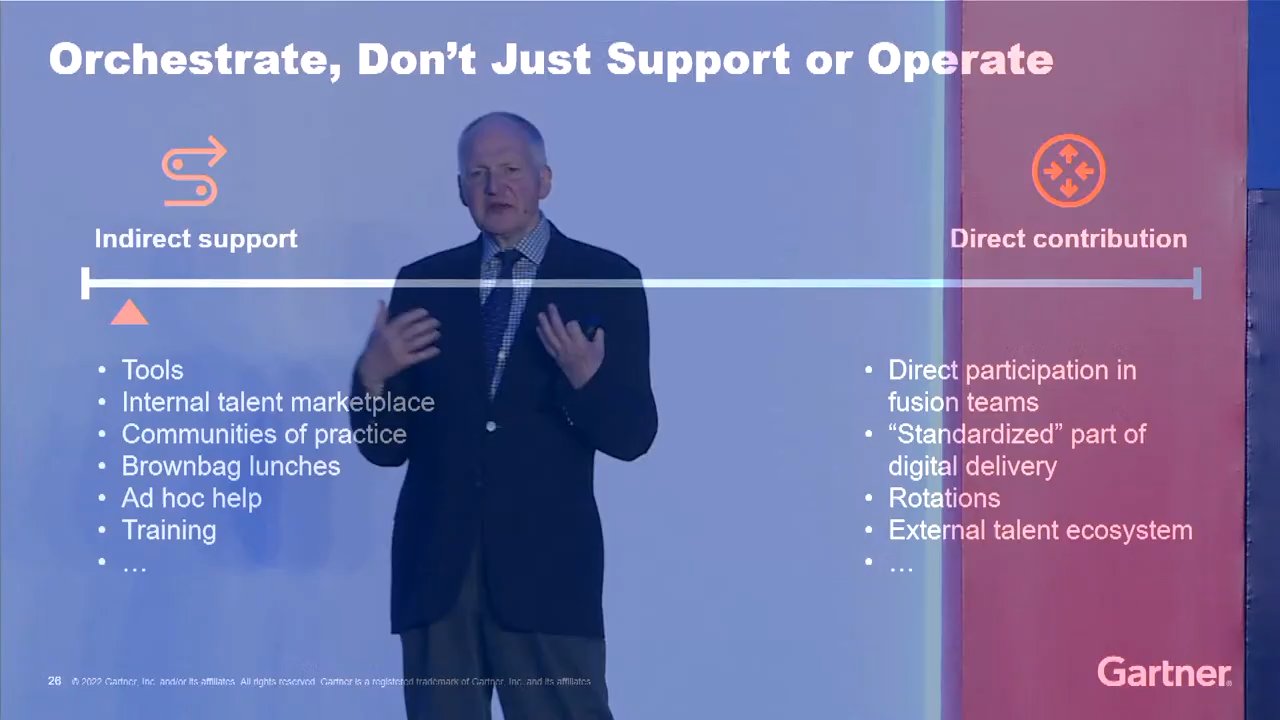 Orchestrate, Don’t Just Support or Operate
Indirect support
Direct contribution
• Tools
• Internal talent marketplace
• Communities of practice
• Brownbag lunches
• Ad hoc help
• Training
• …
• Direct participation in
fusion teams
• “Standardized” part of
digital delivery
• Rotations
• External talent ecosystem
• …
26 © 2022 Gartner, Inc. and/or its affiliates. All rights reserved. Gartner is a registered trademark of Gartner, Inc. and its affiliates.
Gartner®